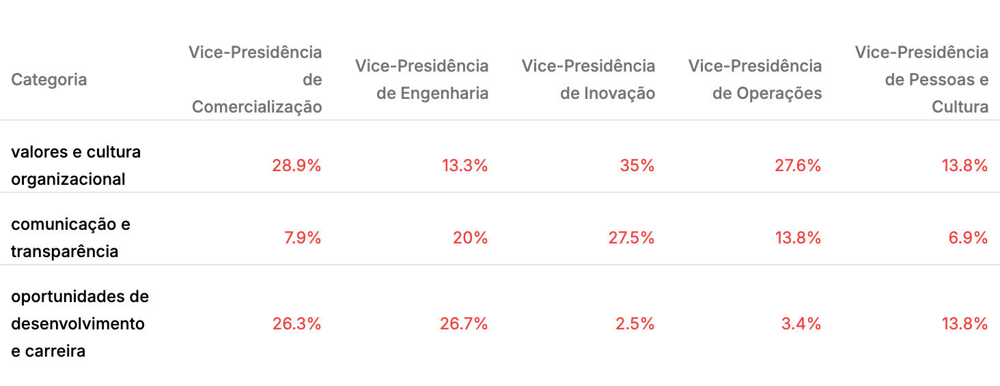 Categoria
Vice-Presidência
de
Comercialização
Vice-Presidência
de Engenharia
Vice-Presidência
de Inovação
Vice-Presidência
de Operações
Vice-Presidência
de Pessoas e
Cultura
valores e cultura
organizacional
28.9%
13.3%
35%
27.6%
13.8%
comunicação e
transparência
7.9%
20%
27.5%
13.8%
6.9%
oportunidades de
desenvolvimento
e carreira
26.3%
26.7%
2.5%
3.4%
13.8%